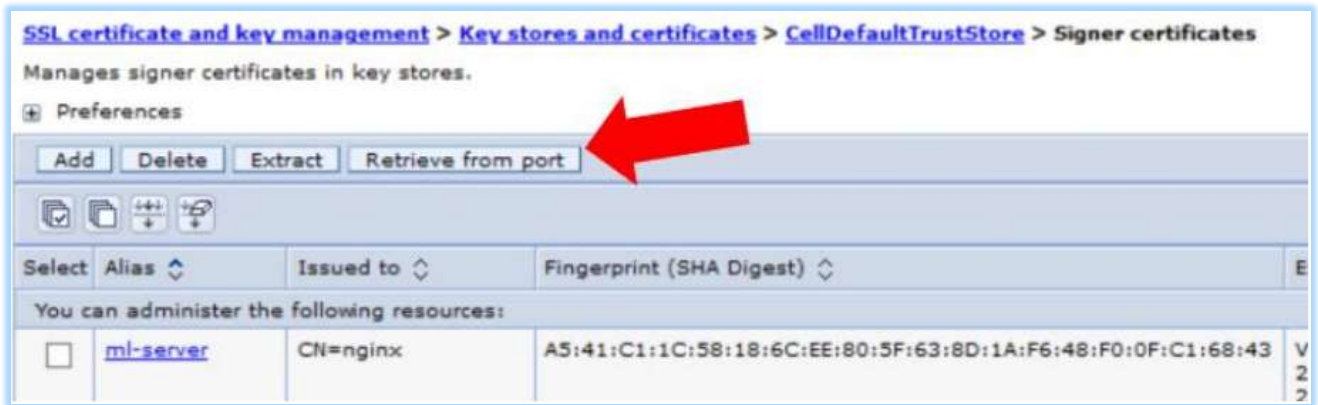 SSL certificate and key management > Key stores and certificates > CellDefaultTrustStore > Signer certificates
Manages signer certificates in key stores.
Preferences
Add Delete Extract Retrieve from port
Select Alias Issued to Fingerprint (SHA Digest)
You can administer the following resources:
ml-server CN=nginx A5:41:C1:1C:58:18:6C:EE:80:5F:63:8D:1A:F6:48:F0:0F:C1:68:43